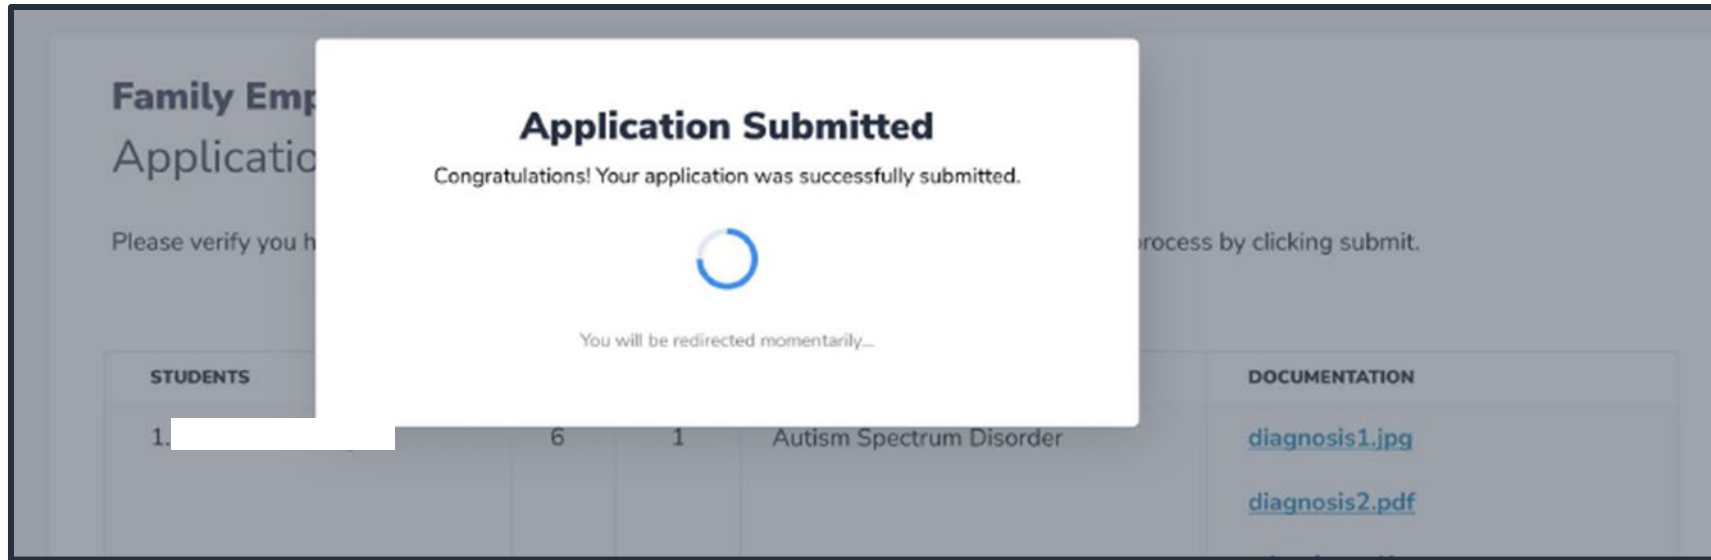 Family Emp
Application Submitted
Applicatio
Congratulations! Your application was successfully submitted.
Please verify you h
rocess by clicking submit.
You will be redirected momentarily...
STUDENTS
DOCUMENTATION
1.
6
1
Autism Spectrum Disorder
diagnosis1.jpg
diagnosis2.pdf